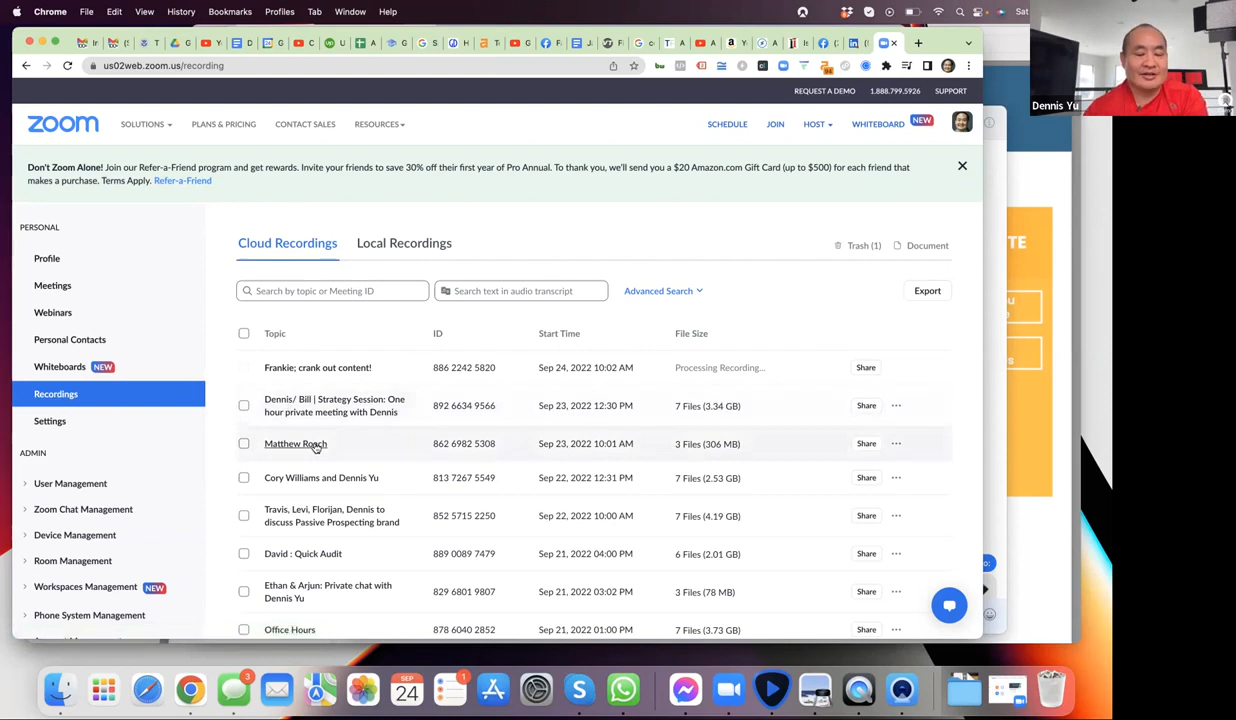 Chrome File Edit View History Bookmarks Profiles Tab Window Help Sat
us02web.zoom.us/recording
Dennis Yu
REQUEST A DEMO 1.888.799.5926 SUPPORT
zoom SOLUTIONS PLANS & PRICING CONTACT SALES RESOURCES SCHEDULE JOIN HOST WHITEBOARD NEW
Don't Zoom Alone! Join our Refer-a-Friend program and get rewards. Invite your friends to save 30% off their first year of Pro Annual. To thank you, we'll send you a $20 Amazon.com Gift Card (up to $500) for each friend that
makes a purchase. Terms Apply. Refer-a-Friend
PERSONAL
Profile
Meetings
Webinars
Personal Contacts
Whiteboards NEW
Recordings
Settings
ADMIN
User Management
Zoom Chat Management
Device Management
Room Management
Workspaces Management NEW
Phone System Management
Cloud Recordings Local Recordings Trash (1) Document
Search by topic or Meeting ID Search text in audio transcript Advanced Search Export
Topic ID Start Time File Size
Frankie; crank out content! 886 2242 5820 Sep 24, 2022 10:02 AM Processing Recording... Share
Dennis/ Bill | Strategy Session: One
hour private meeting with Dennis 892 6634 9566 Sep 23, 2022 12:30 PM 7 Files (3.34 GB) Share ...
Matthew Roach 862 6982 5308 Sep 23, 2022 10:01 AM 3 Files (306 MB) Share ...
Cory Williams and Dennis Yu 813 7267 5549 Sep 22, 2022 12:31 PM 7 Files (2.53 GB) Share ...
Travis, Levi, Florijan, Dennis to
discuss Passive Prospecting brand 852 5715 2250 Sep 22, 2022 10:00 AM 7 Files (4.19 GB) Share ...
David : Quick Audit 889 0089 7479 Sep 21, 2022 04:00 PM 6 Files (2.01 GB) Share ...
Ethan & Arjun: Private chat with
Dennis Yu 829 6801 9807 Sep 21, 2022 03:02 PM 3 Files (78 MB) Share ...
Office Hours 878 6040 2852 Sep 21, 2022 01:00 PM 7 Files (3.73 GB) Share ...
3
SEP
24
1